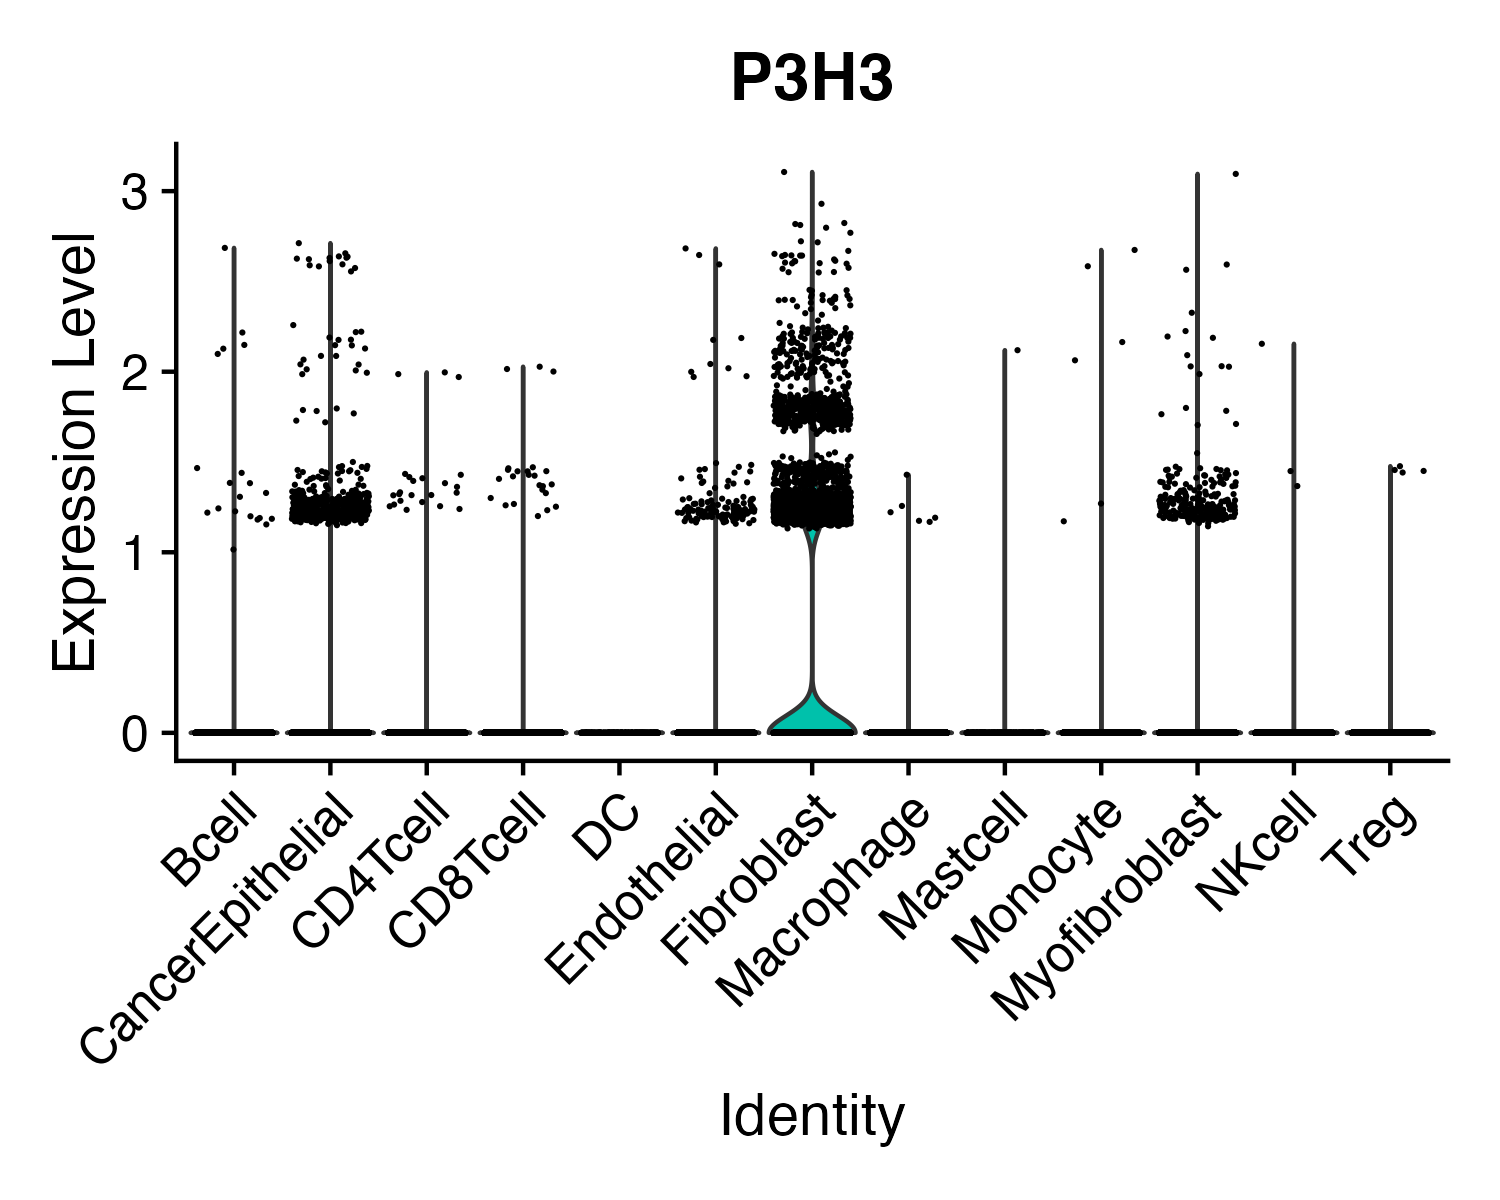 P3H3
Expression Level
3
2
1
0
Bcell
CancerEpithelial
CD4Tcell
CD8Tcell
DC
Endothelial
Fibroblast
Macrophage
Mastcell
Monocyte
Myofibroblast
NKcell
Treg
Identity